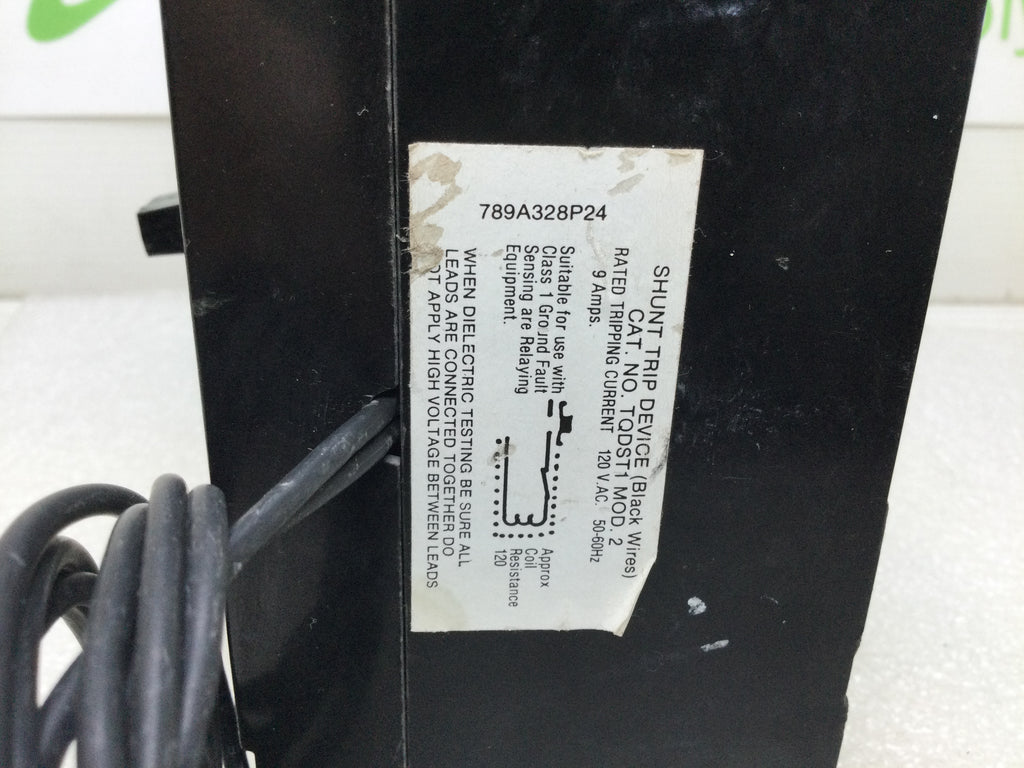 789A328P24
SHUNT TRIP DEVICE (Black Wires)
CAT. NO. TQDST1 MOD. 2
RATED TRIPPING CURRENT 120 V.AC. 50-60Hz
9 Amps.
Suitable for use with
Class 1 Ground Fault
Sensing are Relaying
Equipment.
Approx
Coil
Resistance
120
WHEN DIELECTRIC TESTING BE SURE ALL
LEADS ARE CONNECTED TOGETHER DO
OT APPLY HIGH VOLTAGE BETWEEN LEADS